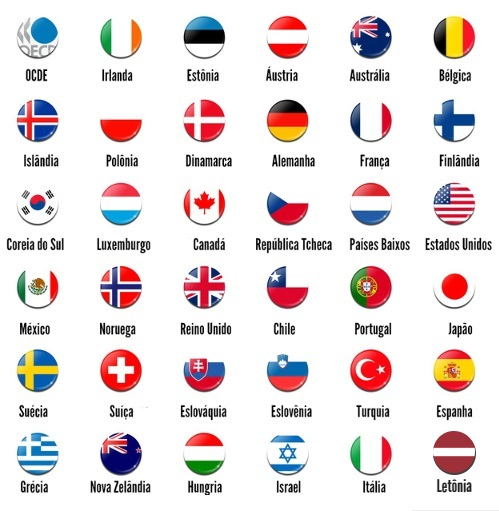 OECD
OCDE
Irlanda
Estônia
Áustria
Austrália
Bélgica
Islândia
Polônia
Dinamarca
Alemanha
França
Finlândia
Coreia do Sul
Luxemburgo
Canadá
República Tcheca
Países Baixos
Estados Unidos
México
Noruega
Reino Unido
Chile
Portugal
Japão
Suécia
Suíça
Eslováquia
Eslovênia
Turquia
Espanha
Grécia
Nova Zelândia
Hungria
Israel
Itália
Letônia